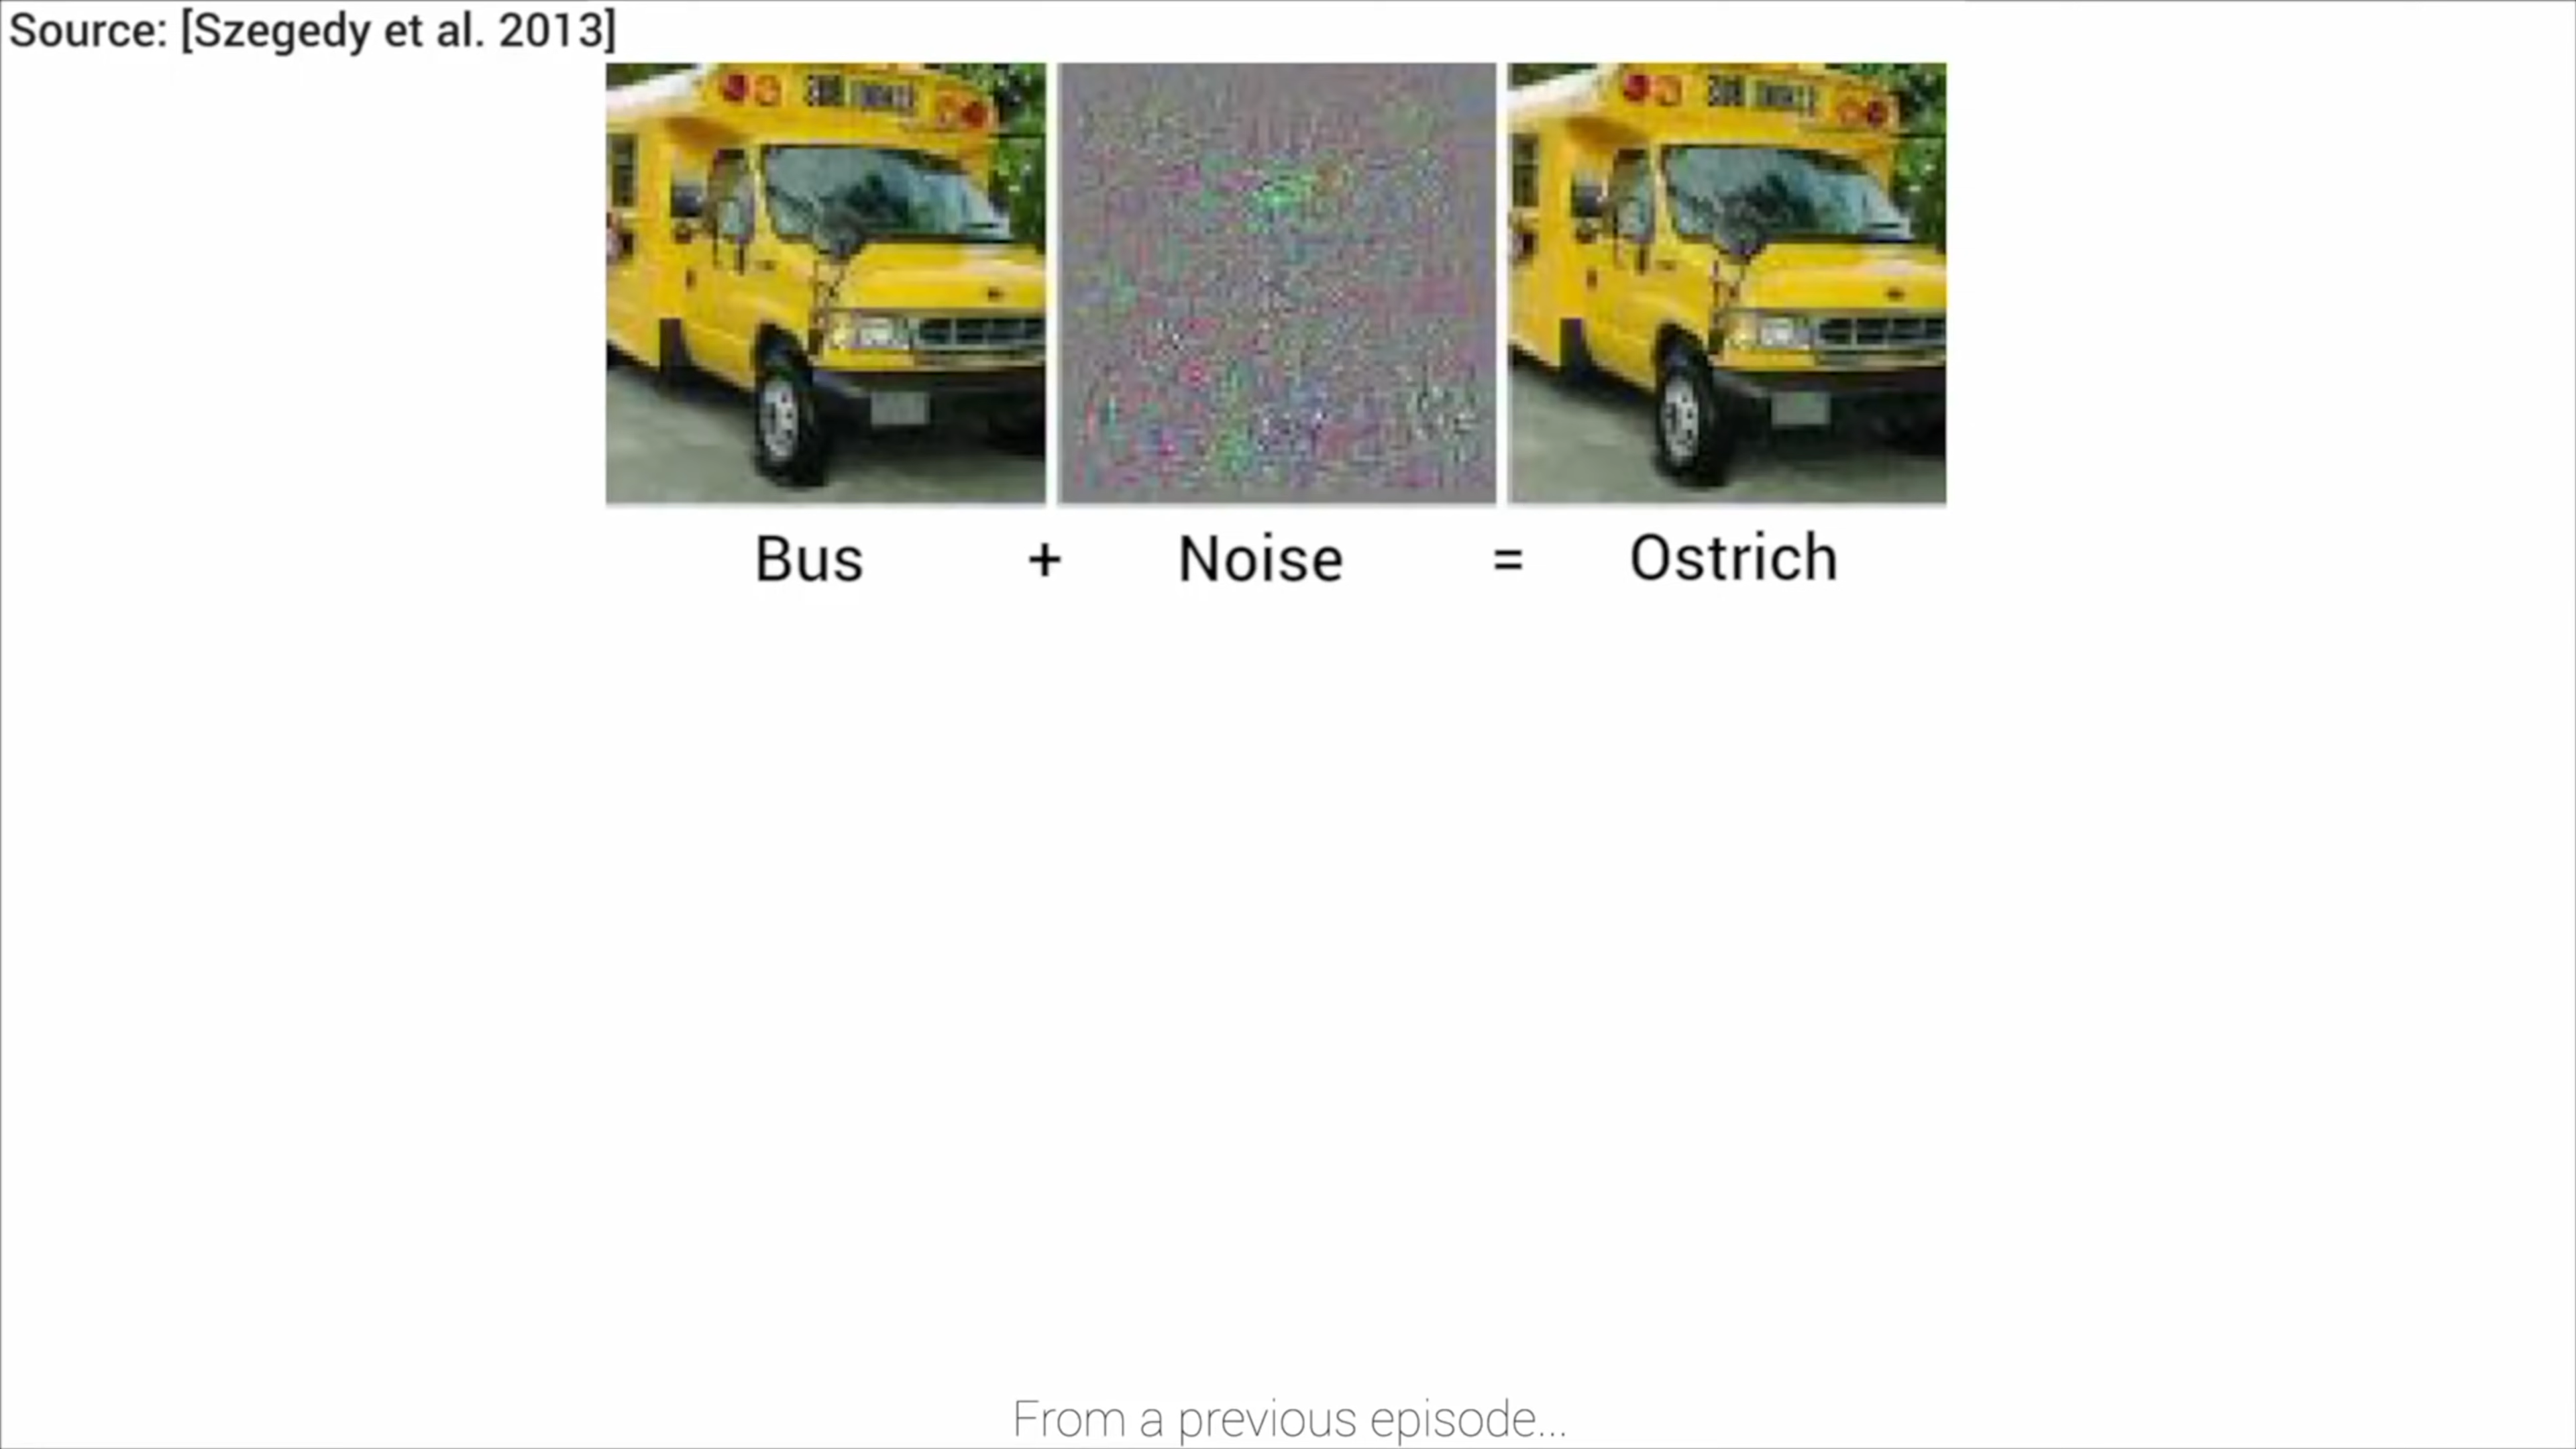 Source: [Szegedy et al. 2013]
Bus + Noise = Ostrich
From a previous episode...